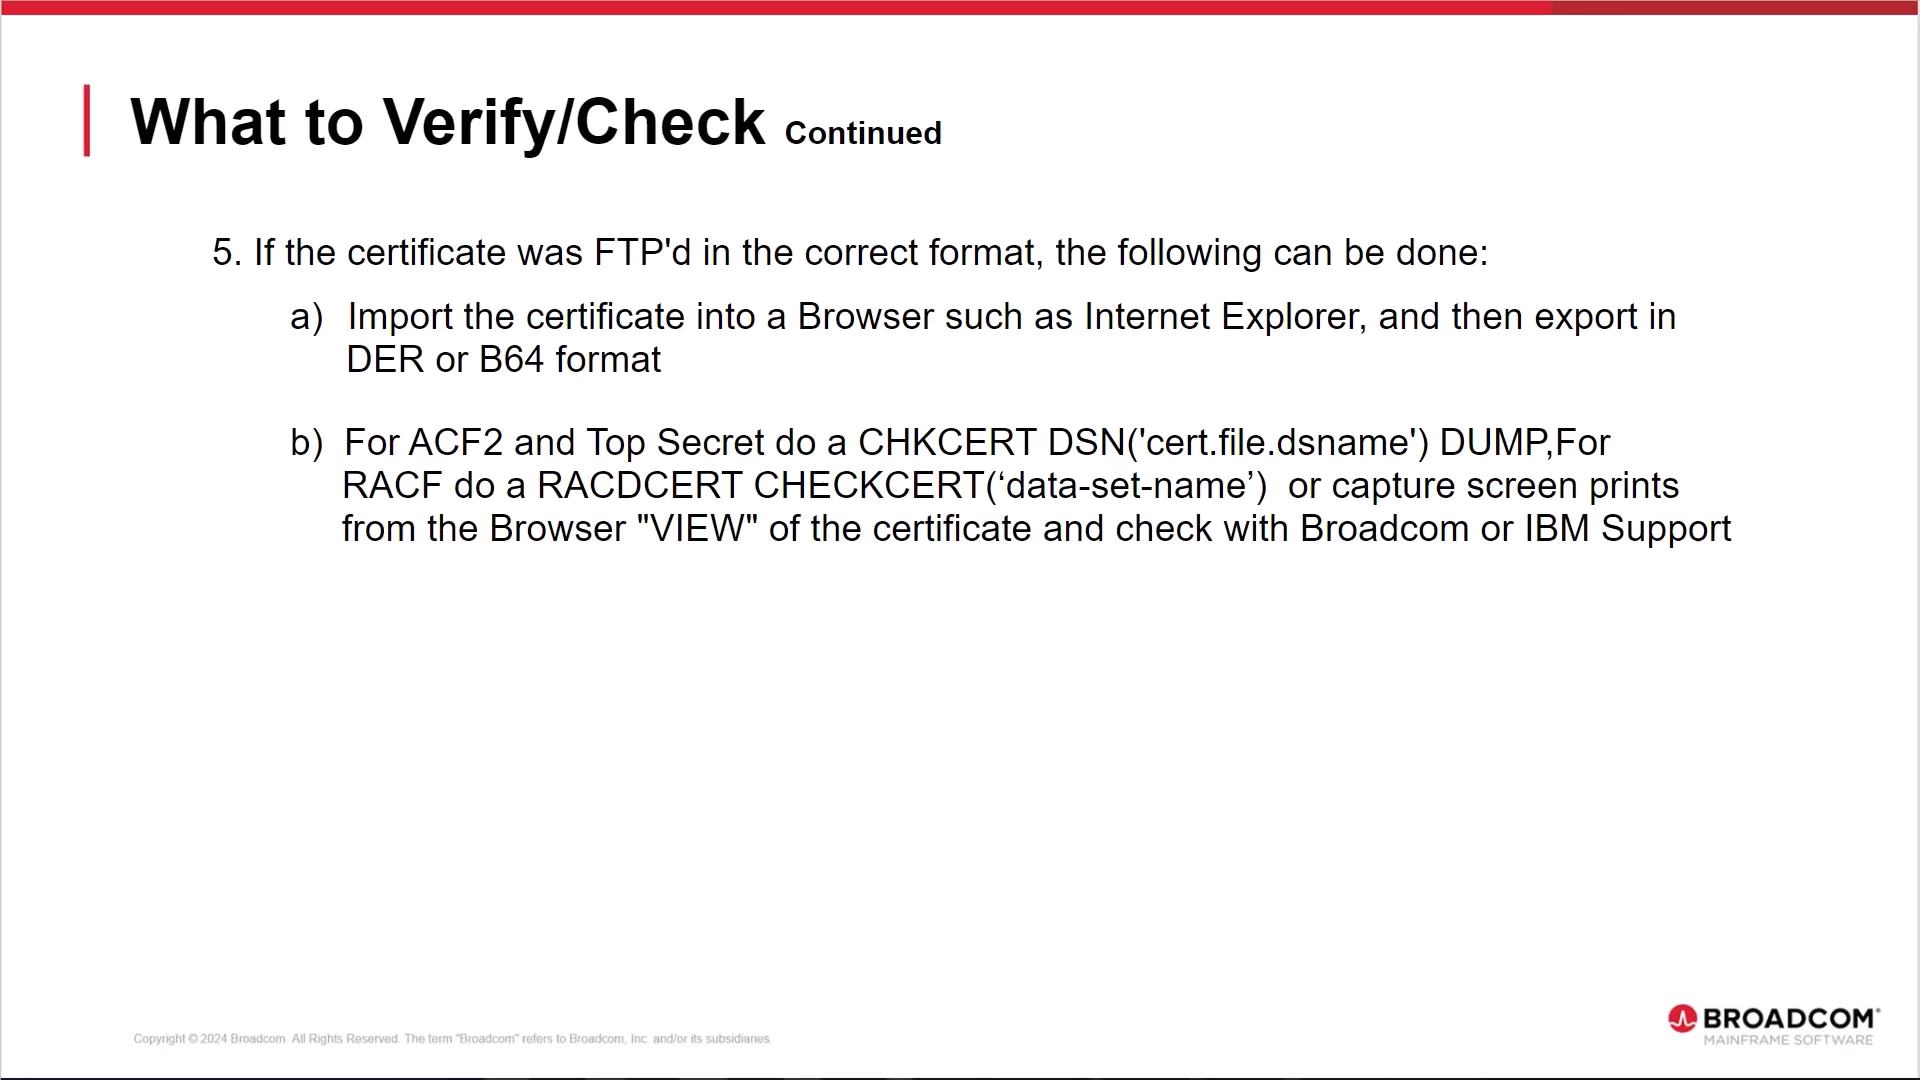 What to Verify/Check Continued
5. If the certificate was FTP'd in the correct format, the following can be done:
a) Import the certificate into a Browser such as Internet Explorer, and then export in
DER or B64 format
b) For ACF2 and Top Secret do a CHKCERT DSN('cert.file.dsname') DUMP,For
RACF do a RACDCERT CHECKCERT(‘data-set-name’)  or capture screen prints
from the Browser "VIEW" of the certificate and check with Broadcom or IBM Support
Copyright © 2024 Broadcom. All Rights Reserved. The term "Broadcom" refers to Broadcom, Inc. and/or its subsidiaries.
BROADCOM®
MAINFRAME SOFTWARE